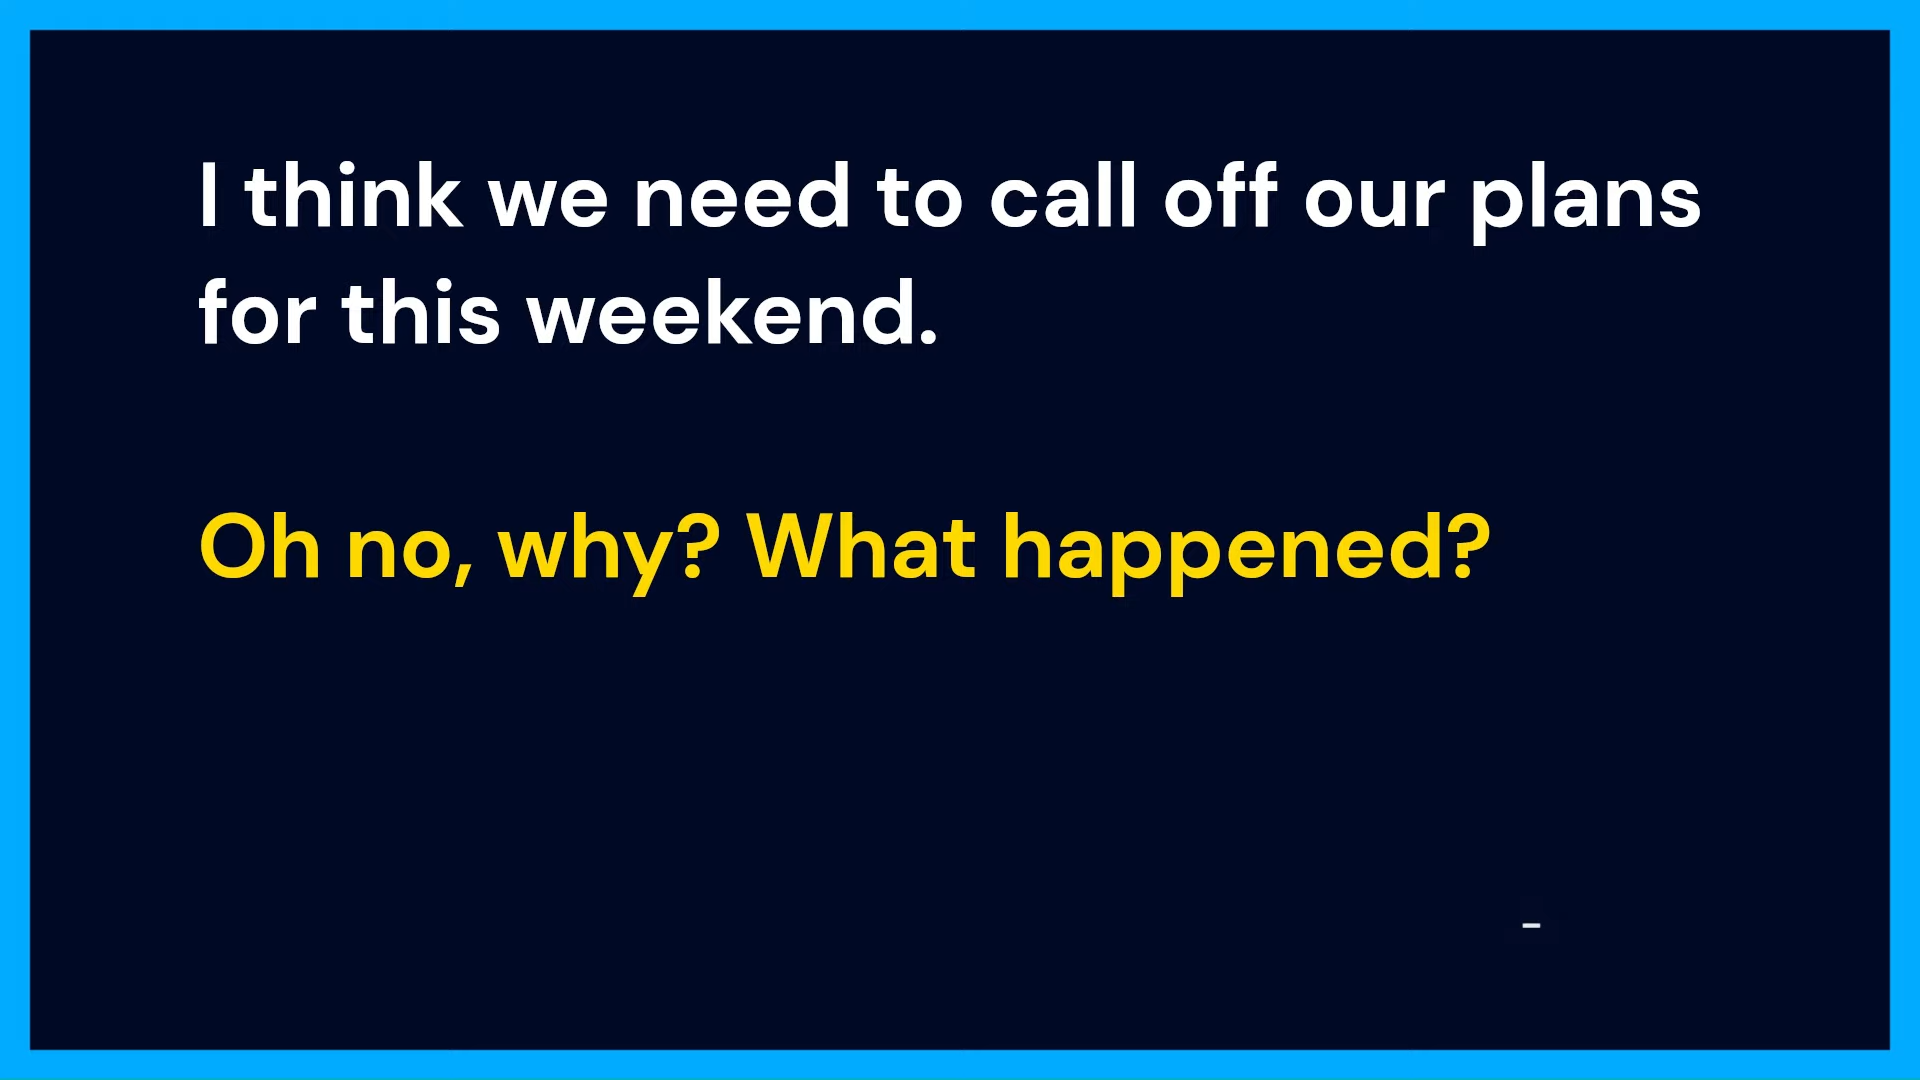 I think we need to call off our plans
for this weekend.
Oh no, why? What happened?
-